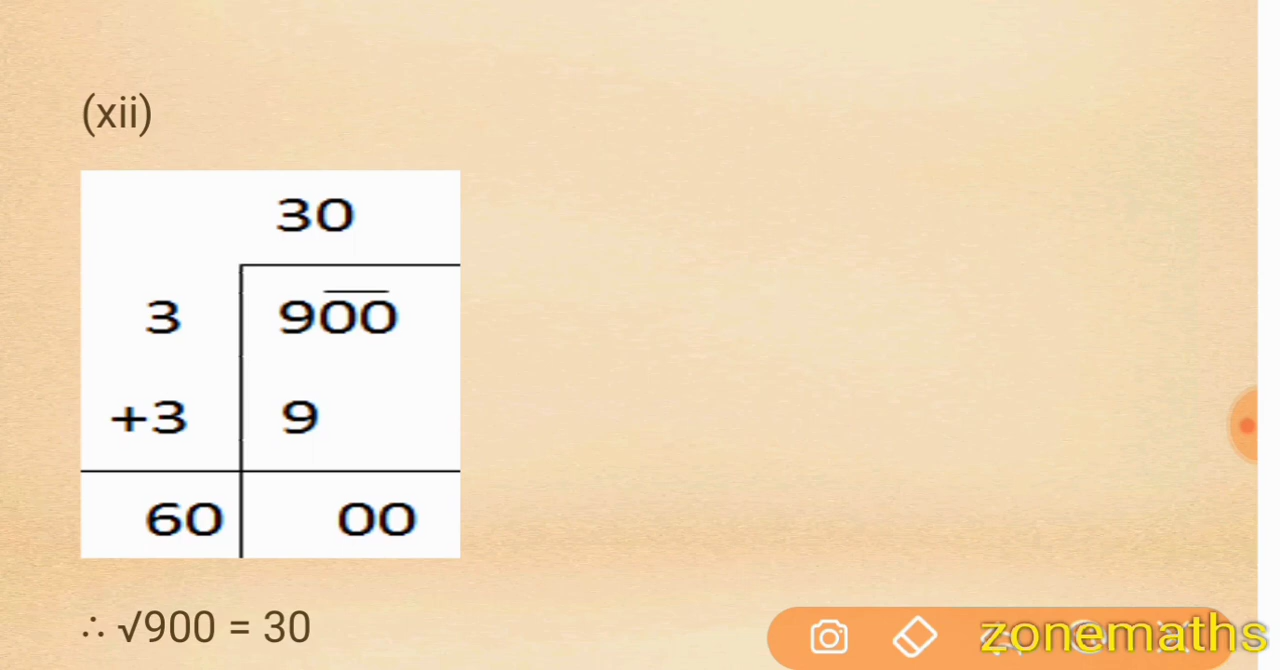 (xii)
30
3 900
+3 9
60 00
∴ √900 = 30
zonemaths